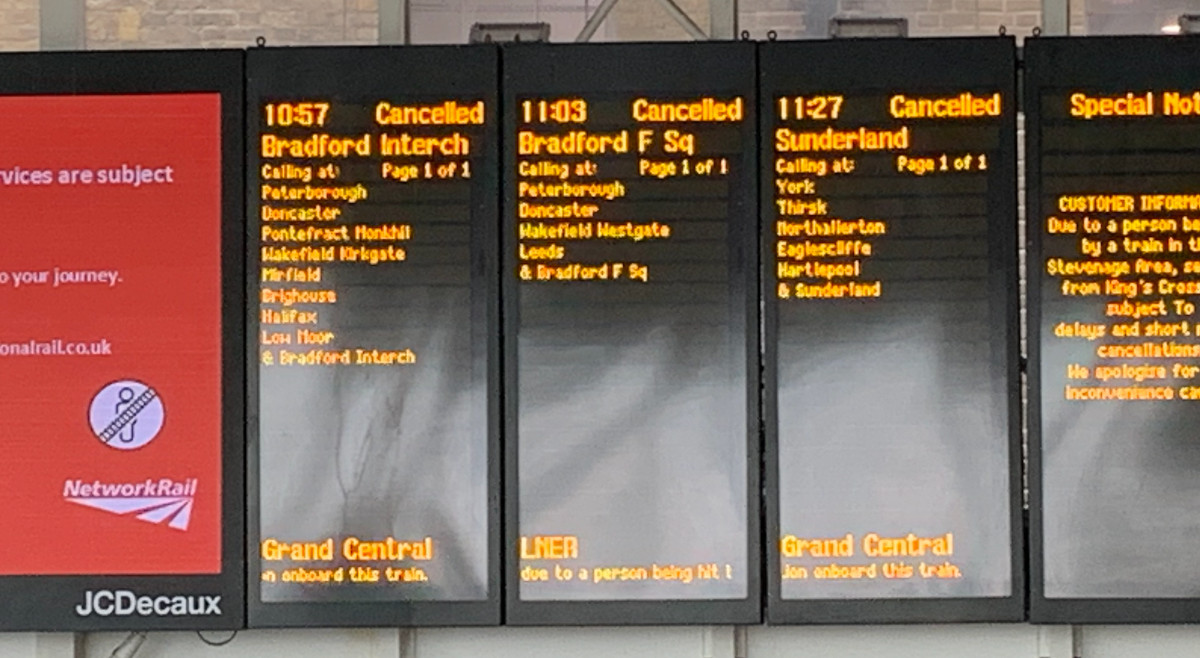 rvices are subject
o your journey.
onalrail.co.uk
NetworkRail
JCDecaux
10:57 Cancelled
Bradford Interch
Calling at: Page 1 of 1
Peterborough
Doncaster
Pontefract Monkhill
Wakefield Kirkgate
Mirfield
Brighouse
Halifax
Low Moor
& Bradford Interch
Grand Central
n onboard this train.
11:03 Cancelled
Bradford F Sq
Calling at: Page 1 of 1
Peterborough
Doncaster
Wakefield Westgate
Leeds
& Bradford F Sq
LNER
due to a person being hit b
11:27 Cancelled
Sunderland
Calling at: Page 1 of 1
York
Thirsk
Northallerton
Eaglescliffe
Hartlepool
& Sunderland
Grand Central
ion onboard this train.
Special Not
CUSTOMER INFORMA
Due to a person be
by a train in t
Stevenage Area, se
from King's Cross
subject To
delays and short n
cancellations
We apologise for
inconvenience ca